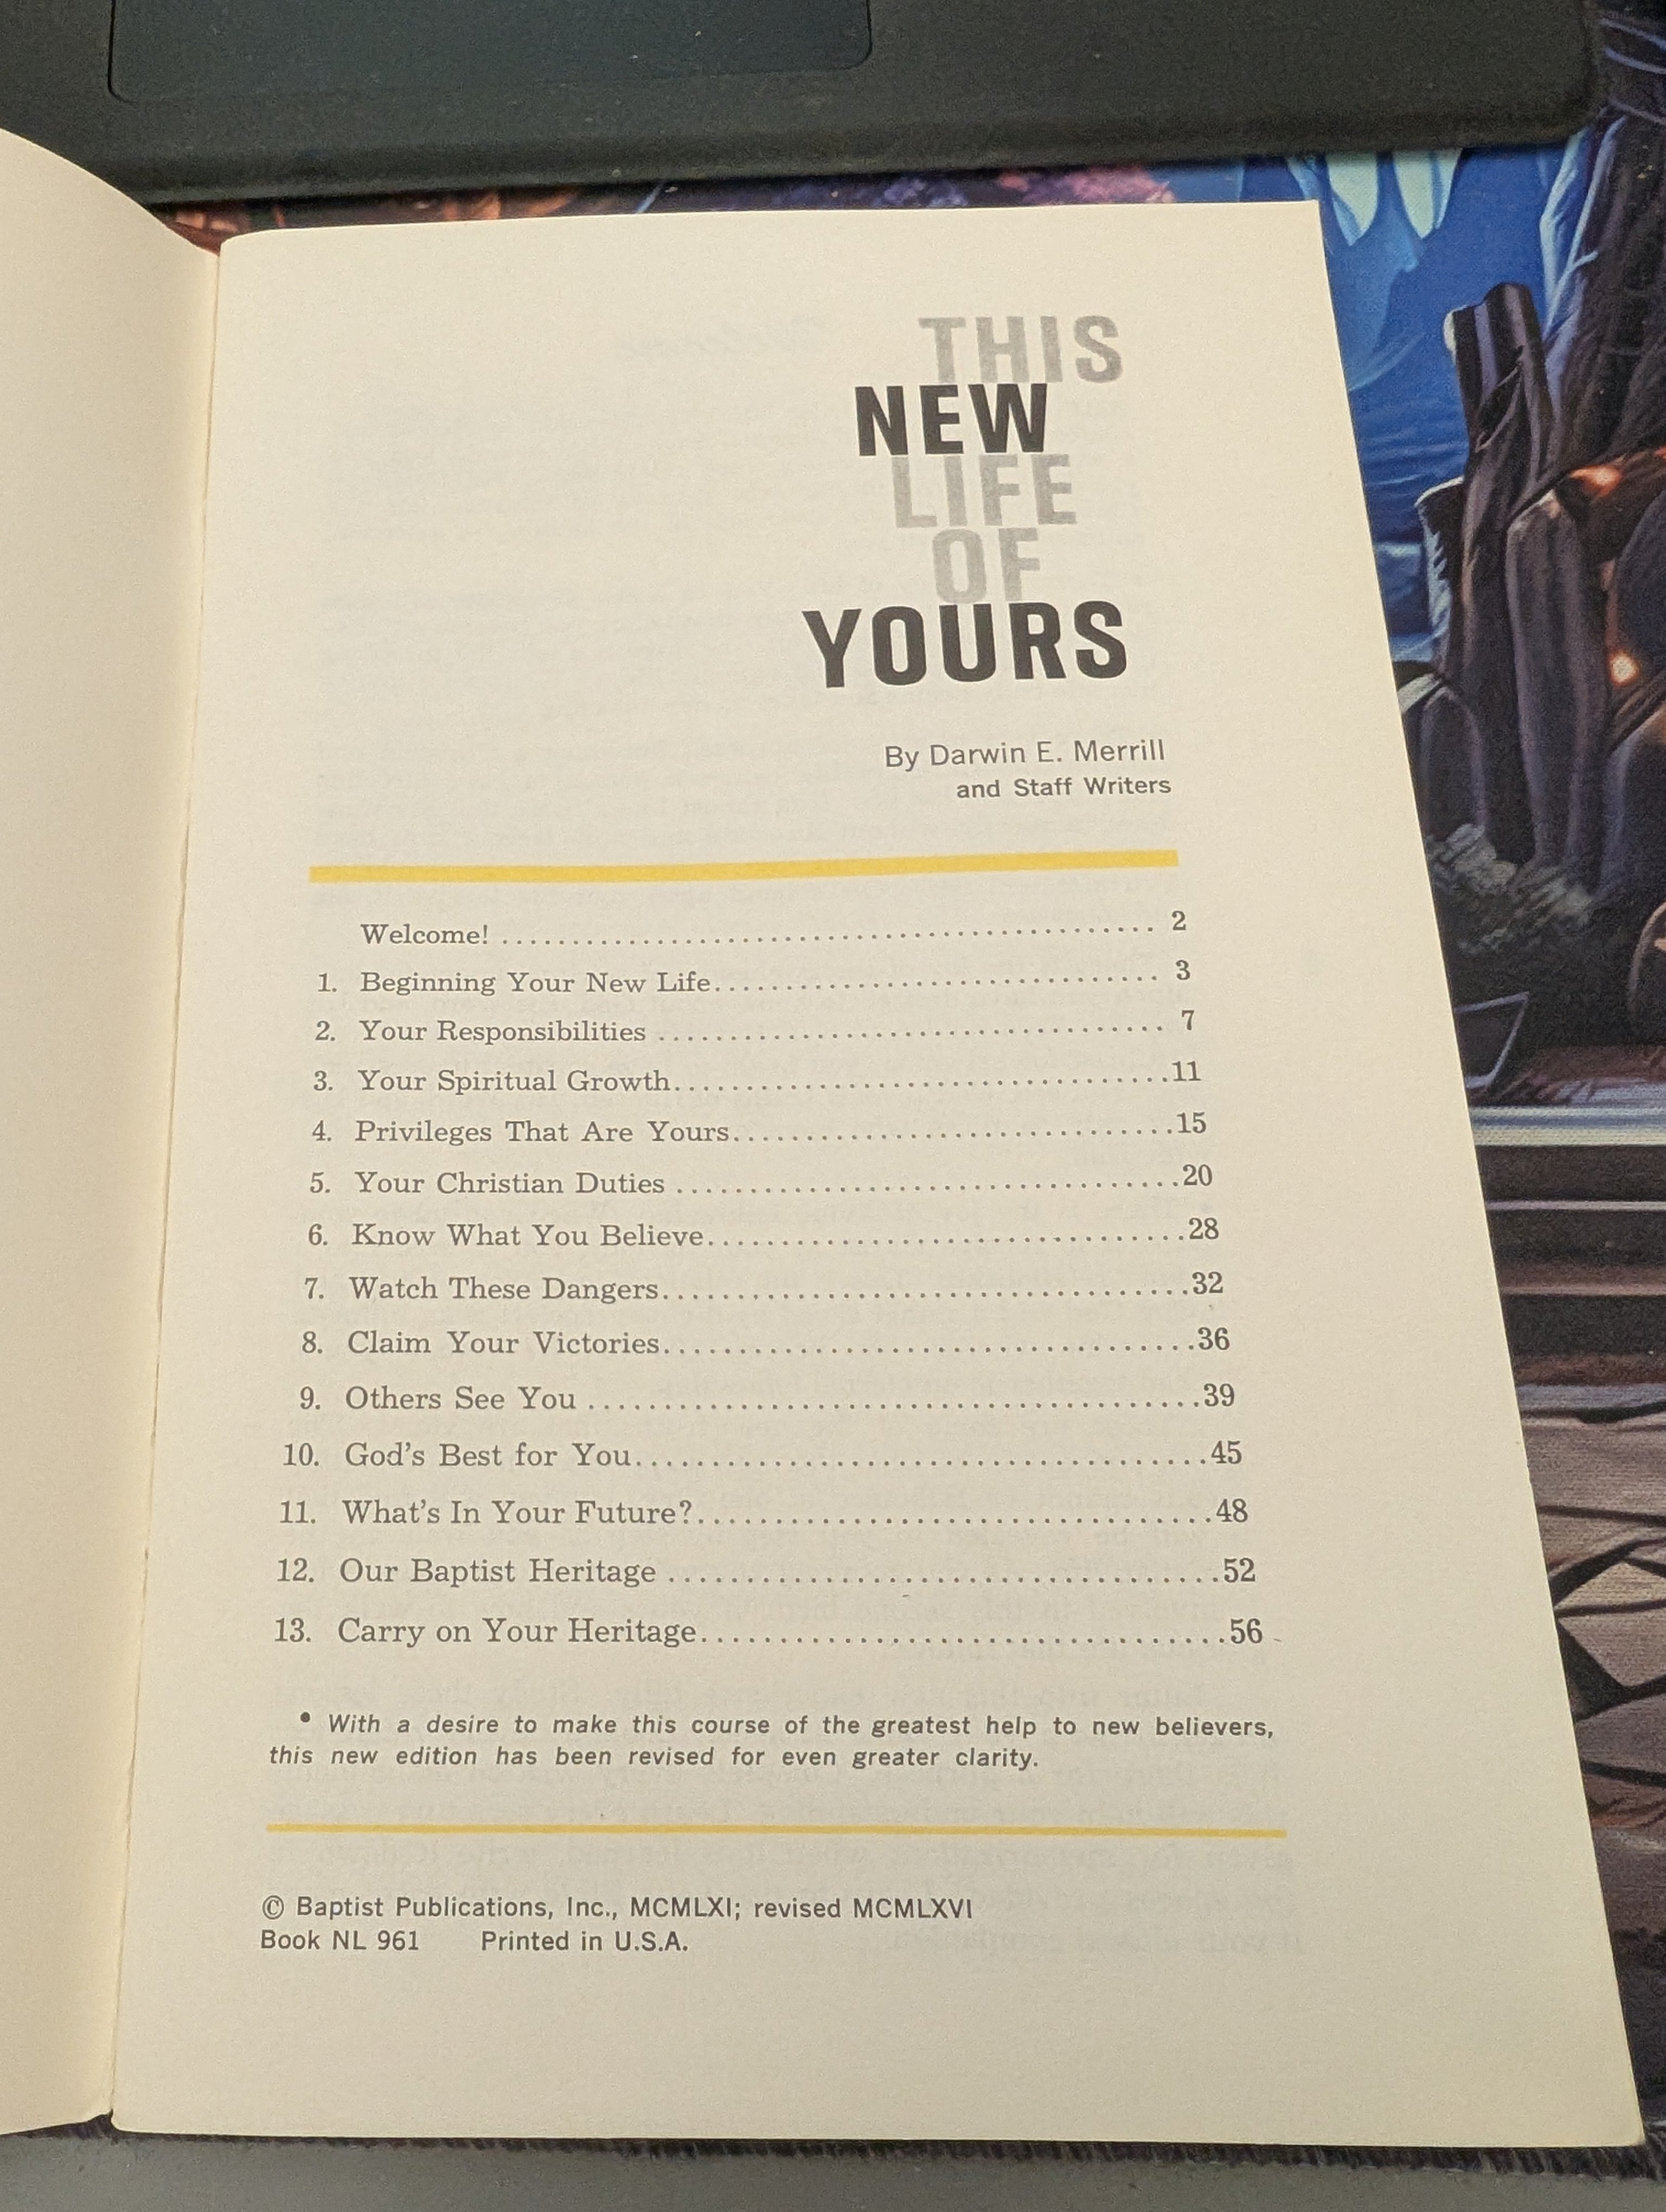 THIS
NEW
LIFE
OF
YOURS
By Darwin E. Merrill
and Staff Writers
Welcome! ................................................ 2
1. Beginning Your New Life................................ 3
2. Your Responsibilities .................................... 7
3. Your Spiritual Growth...................................11
4. Privileges That Are Yours..............................15
5. Your Christian Duties ...................................20
6. Know What You Believe................................28
7. Watch These Dangers...................................32
8. Claim Your Victories...................................36
9. Others See You .........................................39
10. God's Best for You.....................................45
11. What's In Your Future?.................................48
12. Our Baptist Heritage ...................................52
13. Carry on Your Heritage.................................56
• With a desire to make this course of the greatest help to new believers,
this new edition has been revised for even greater clarity.
© Baptist Publications, Inc., MCMLXI; revised MCMLXVI
Book NL 961 Printed in U.S.A.